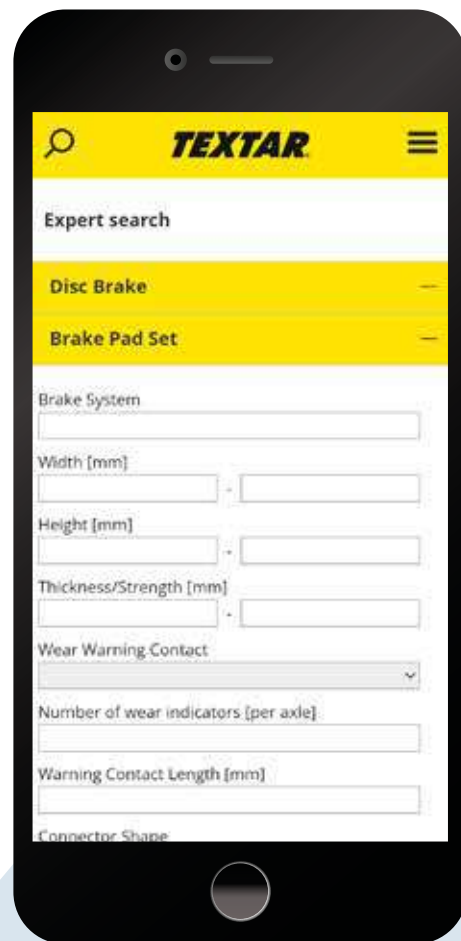 TEXTAR
Expert search
Disc Brake
Brake Pad Set
Brake System
Width [mm]
-
Height [mm]
-
Thickness/Strength [mm]
-
Wear Warning Contact
Number of wear indicators [per axle]
Warning Contact Length [mm]
Connector Shape